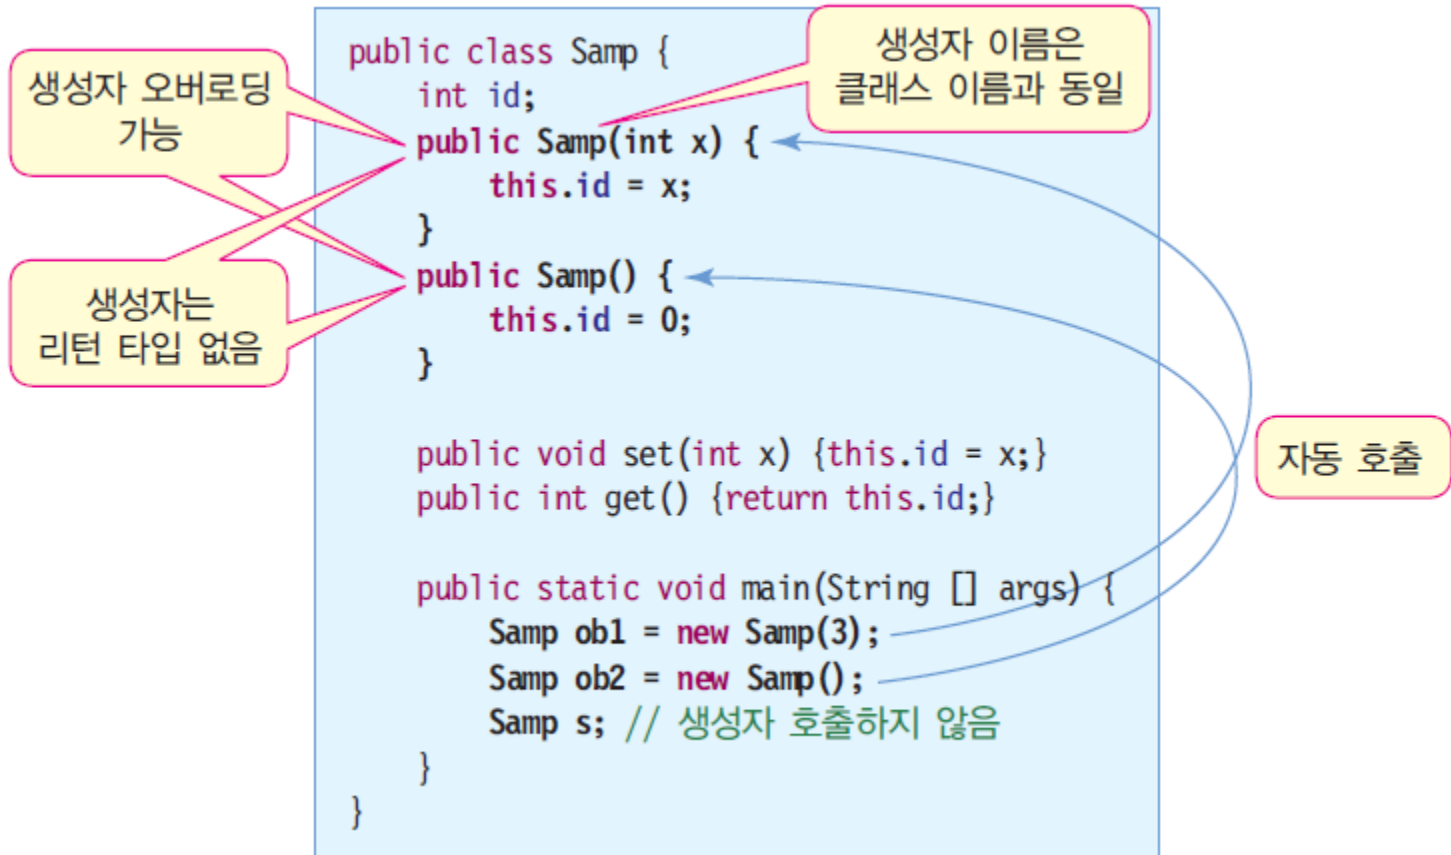 public class Samp {
int id;
public Samp(int x) {
this.id = x;
}
public Samp() {
this.id = 0;
}
public void set(int x) {this.id = x;}
public int get() {return this.id;}
public static void main(String [] args) {
Samp ob1 = new Samp(3);
Samp ob2 = new Samp();
Samp s; // 생성자 호출하지 않음
}
}
생성자 오버로딩
가능
생성자는
리턴 타입 없음
생성자 이름은
클래스 이름과 동일
자동 호출